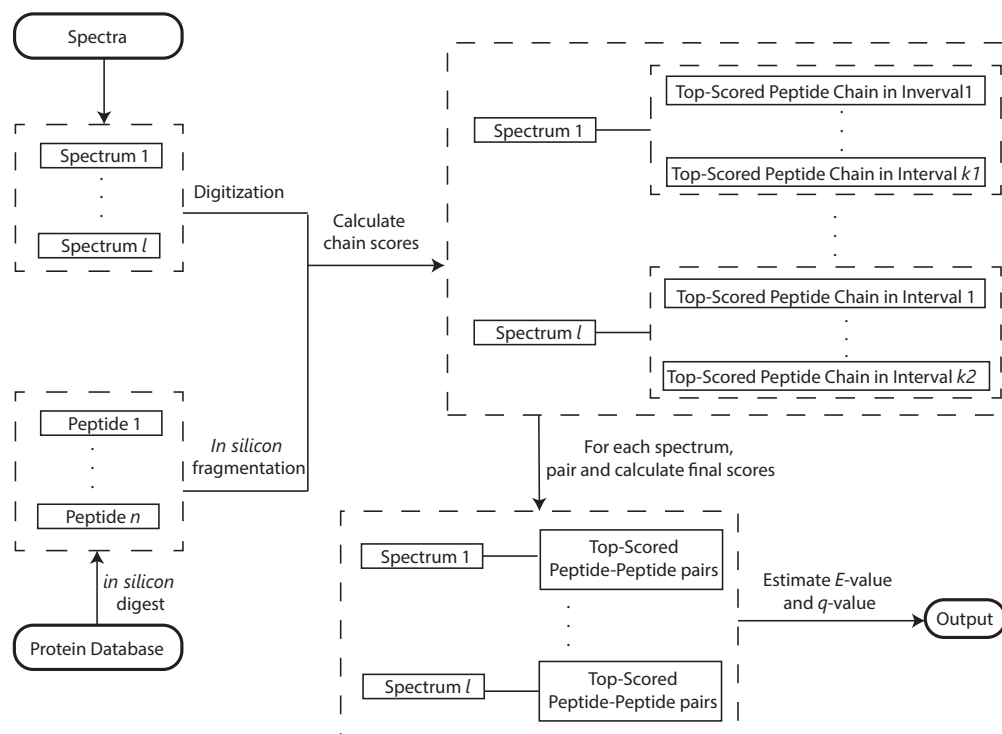 Spectra
Spectrum 1
Spectrum l
Digitization
Peptide 1
Peptide n
In silicon
fragmentation
in silicon
digest
Protein Database
Calculate
chain scores
Spectrum 1
Top-Scored Peptide Chain in Inverval1
Top-Scored Peptide Chain in Interval k1
Spectrum l
Top-Scored Peptide Chain in Interval 1
Top-Scored Peptide Chain in Interval k2
For each spectrum,
pair and calculate final scores
Spectrum 1
Top-Scored
Peptide-Peptide pairs
Spectrum l
Top-Scored
Peptide-Peptide pairs
Estimate E-value
and q-value
Output